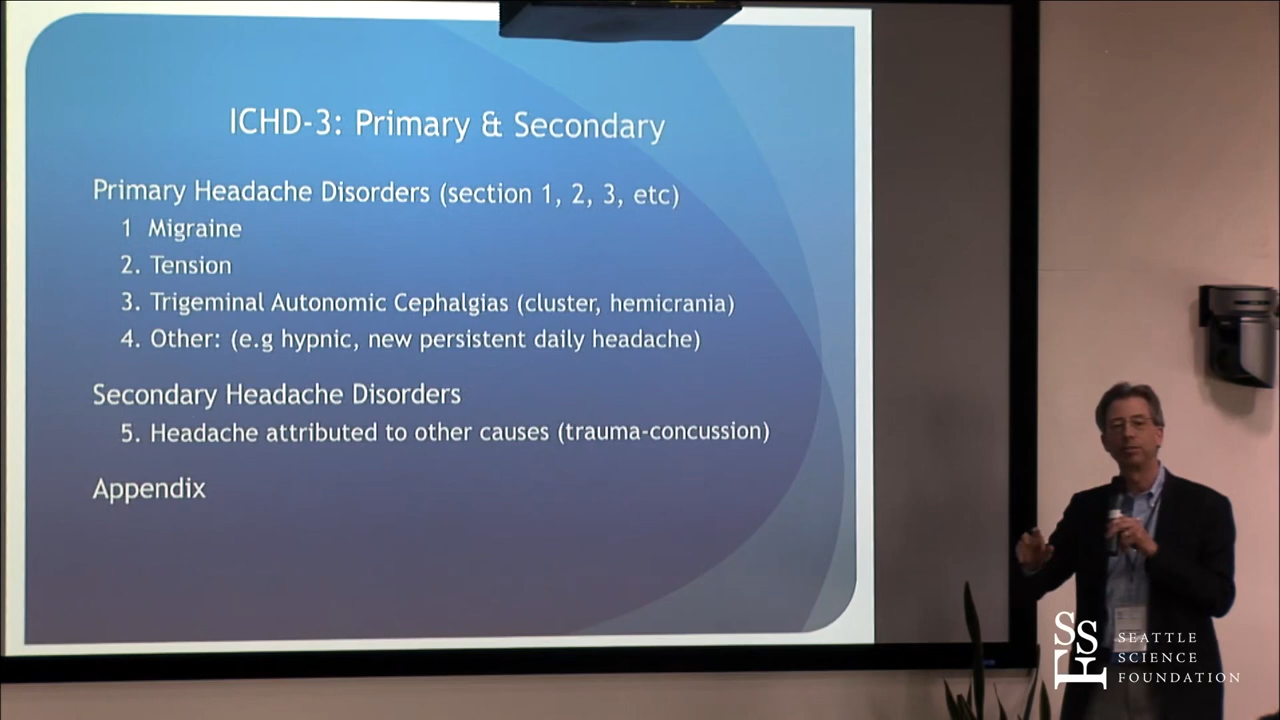 ICHD-3: Primary & Secondary
Primary Headache Disorders (section 1, 2, 3, etc)
1 Migraine
2. Tension
3. Trigeminal Autonomic Cephalgias (cluster, hemicrania)
4. Other: (e.g hypnic, new persistent daily headache)
Secondary Headache Disorders
5. Headache attributed to other causes (trauma-concussion)
Appendix
SSF
SEATTLE
SCIENCE
FOUNDATION